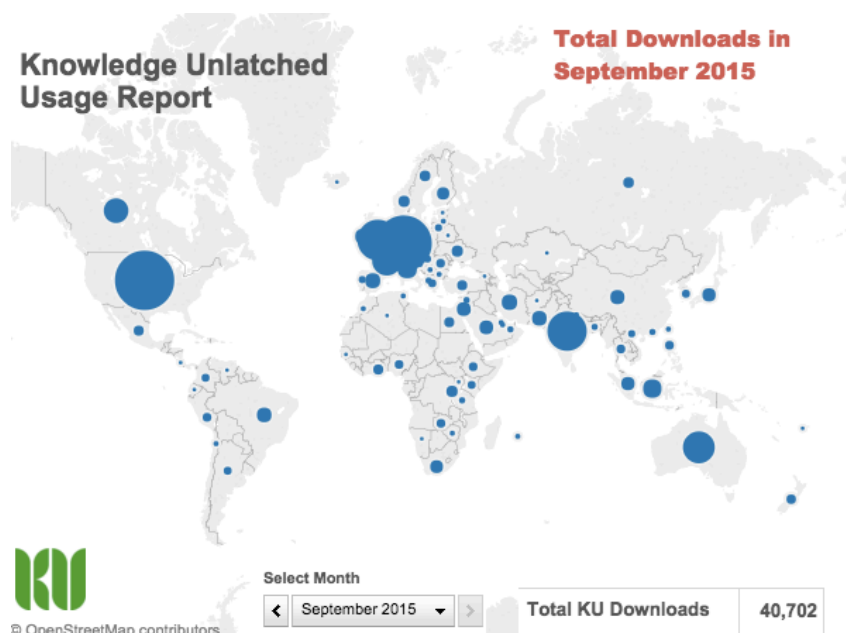 Knowledge Unlatched
Usage Report
Total Downloads in
September 2015
KU
Select Month
September 2015
Total KU Downloads
40,702
© OpenStreetMap contributors